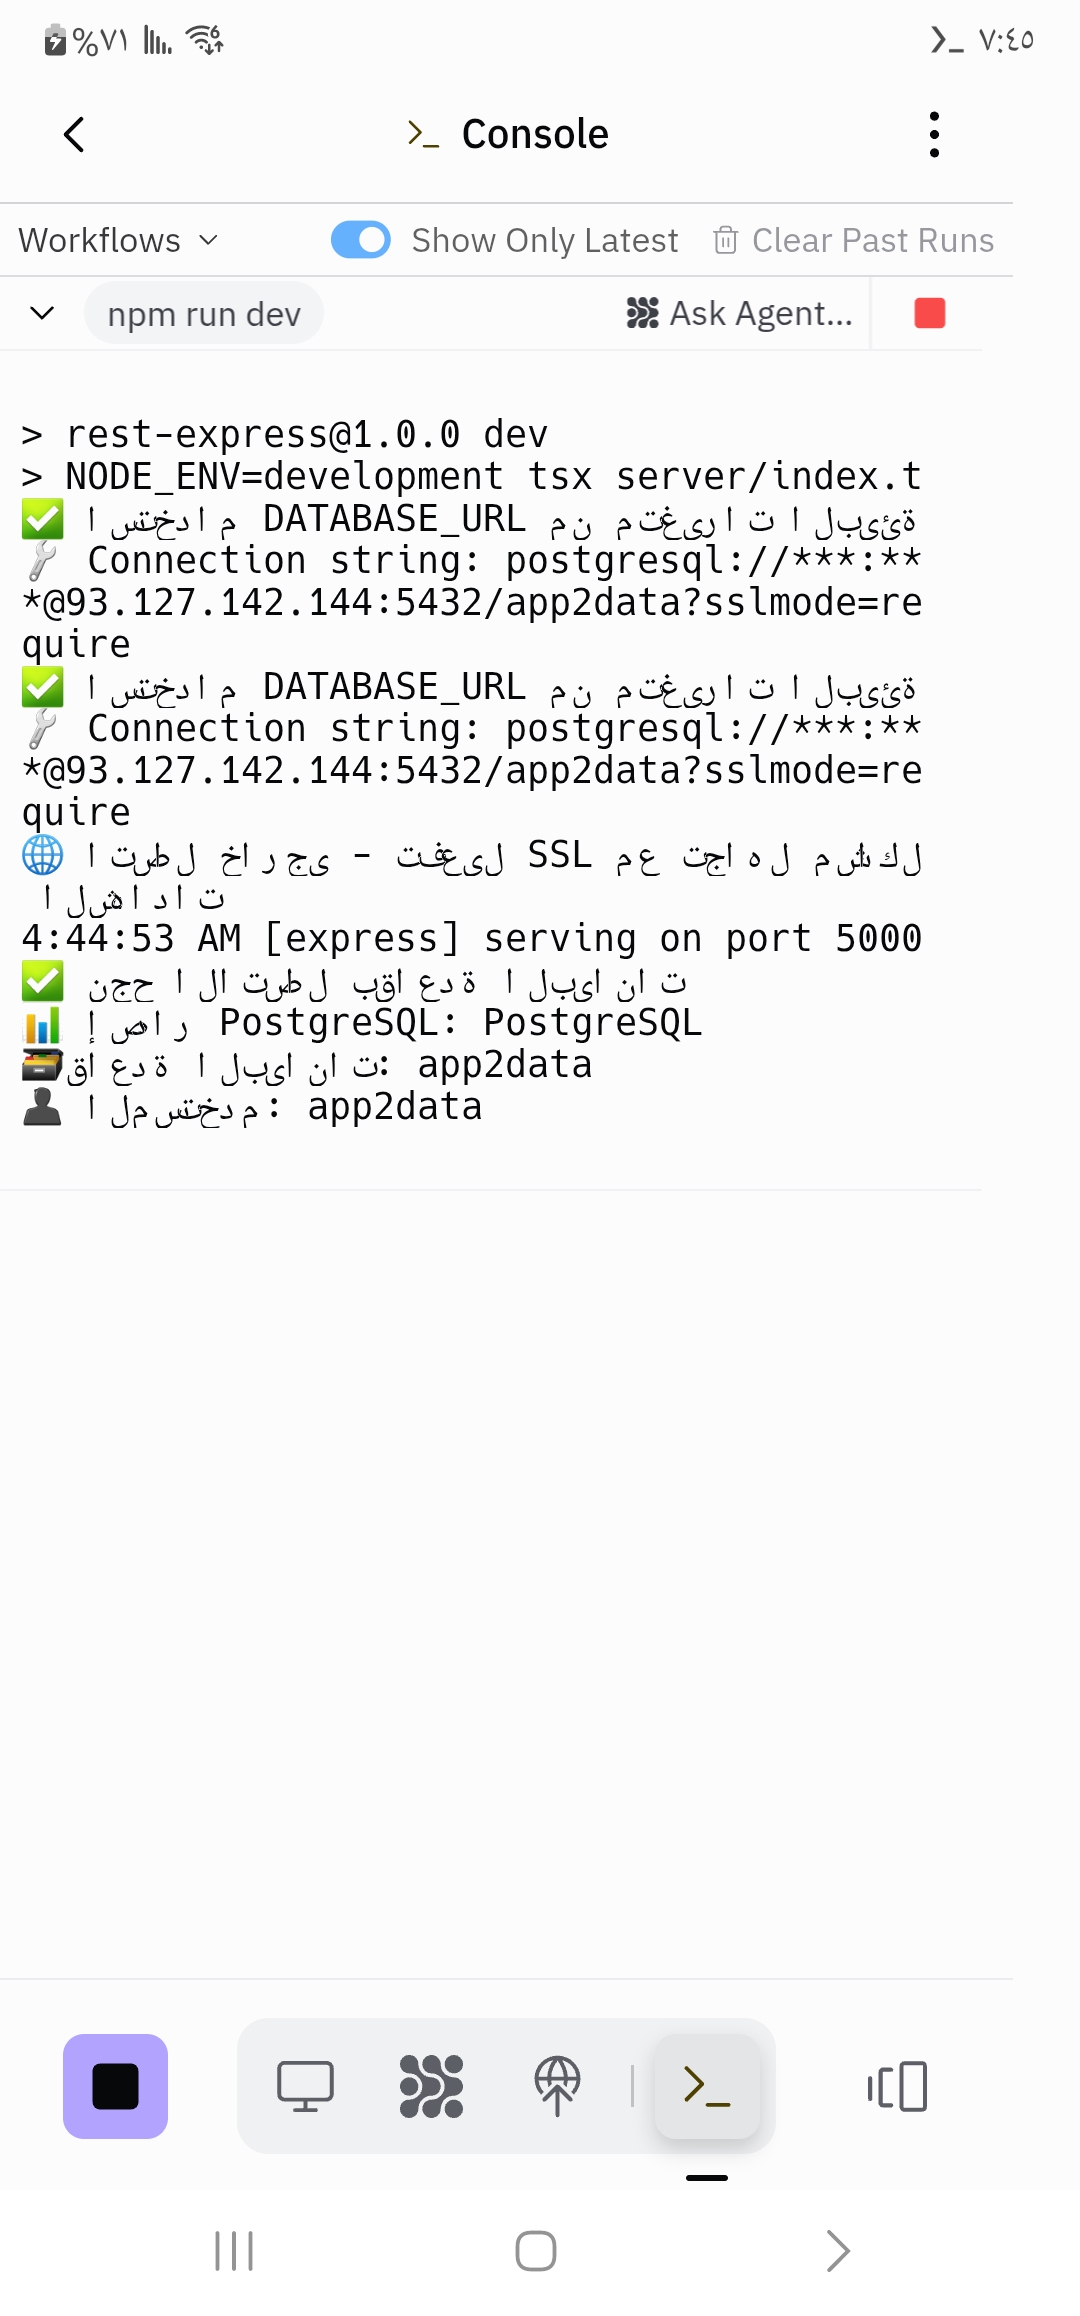 %٧١
٧:٤٥
Console
Workflows
Show Only Latest
Clear Past Runs
npm run dev
Ask Agent...
> rest-express@1.0.0 dev
> NODE_ENV=development tsx server/index.t
✅ استخدام DATABASE_URL من متغيرات البيئة
🔧 Connection string: postgresql://***:**
*@93.127.142.144:5432/app2data?sslmode=re
quire
✅ استخدام DATABASE_URL من متغيرات البيئة
🔧 Connection string: postgresql://***:**
*@93.127.142.144:5432/app2data?sslmode=re
quire
🌐 اتصال خارجي - تفعيل SSL مع تجاهل مشاكل
الشهادات
4:44:53 AM [express] serving on port 5000
✅ نجح الاتصال بقاعدة البيانات
📊 إصدار PostgreSQL: PostgreSQL
🗃️ قاعدة البيانات: app2data
👤 المستخدم: app2data